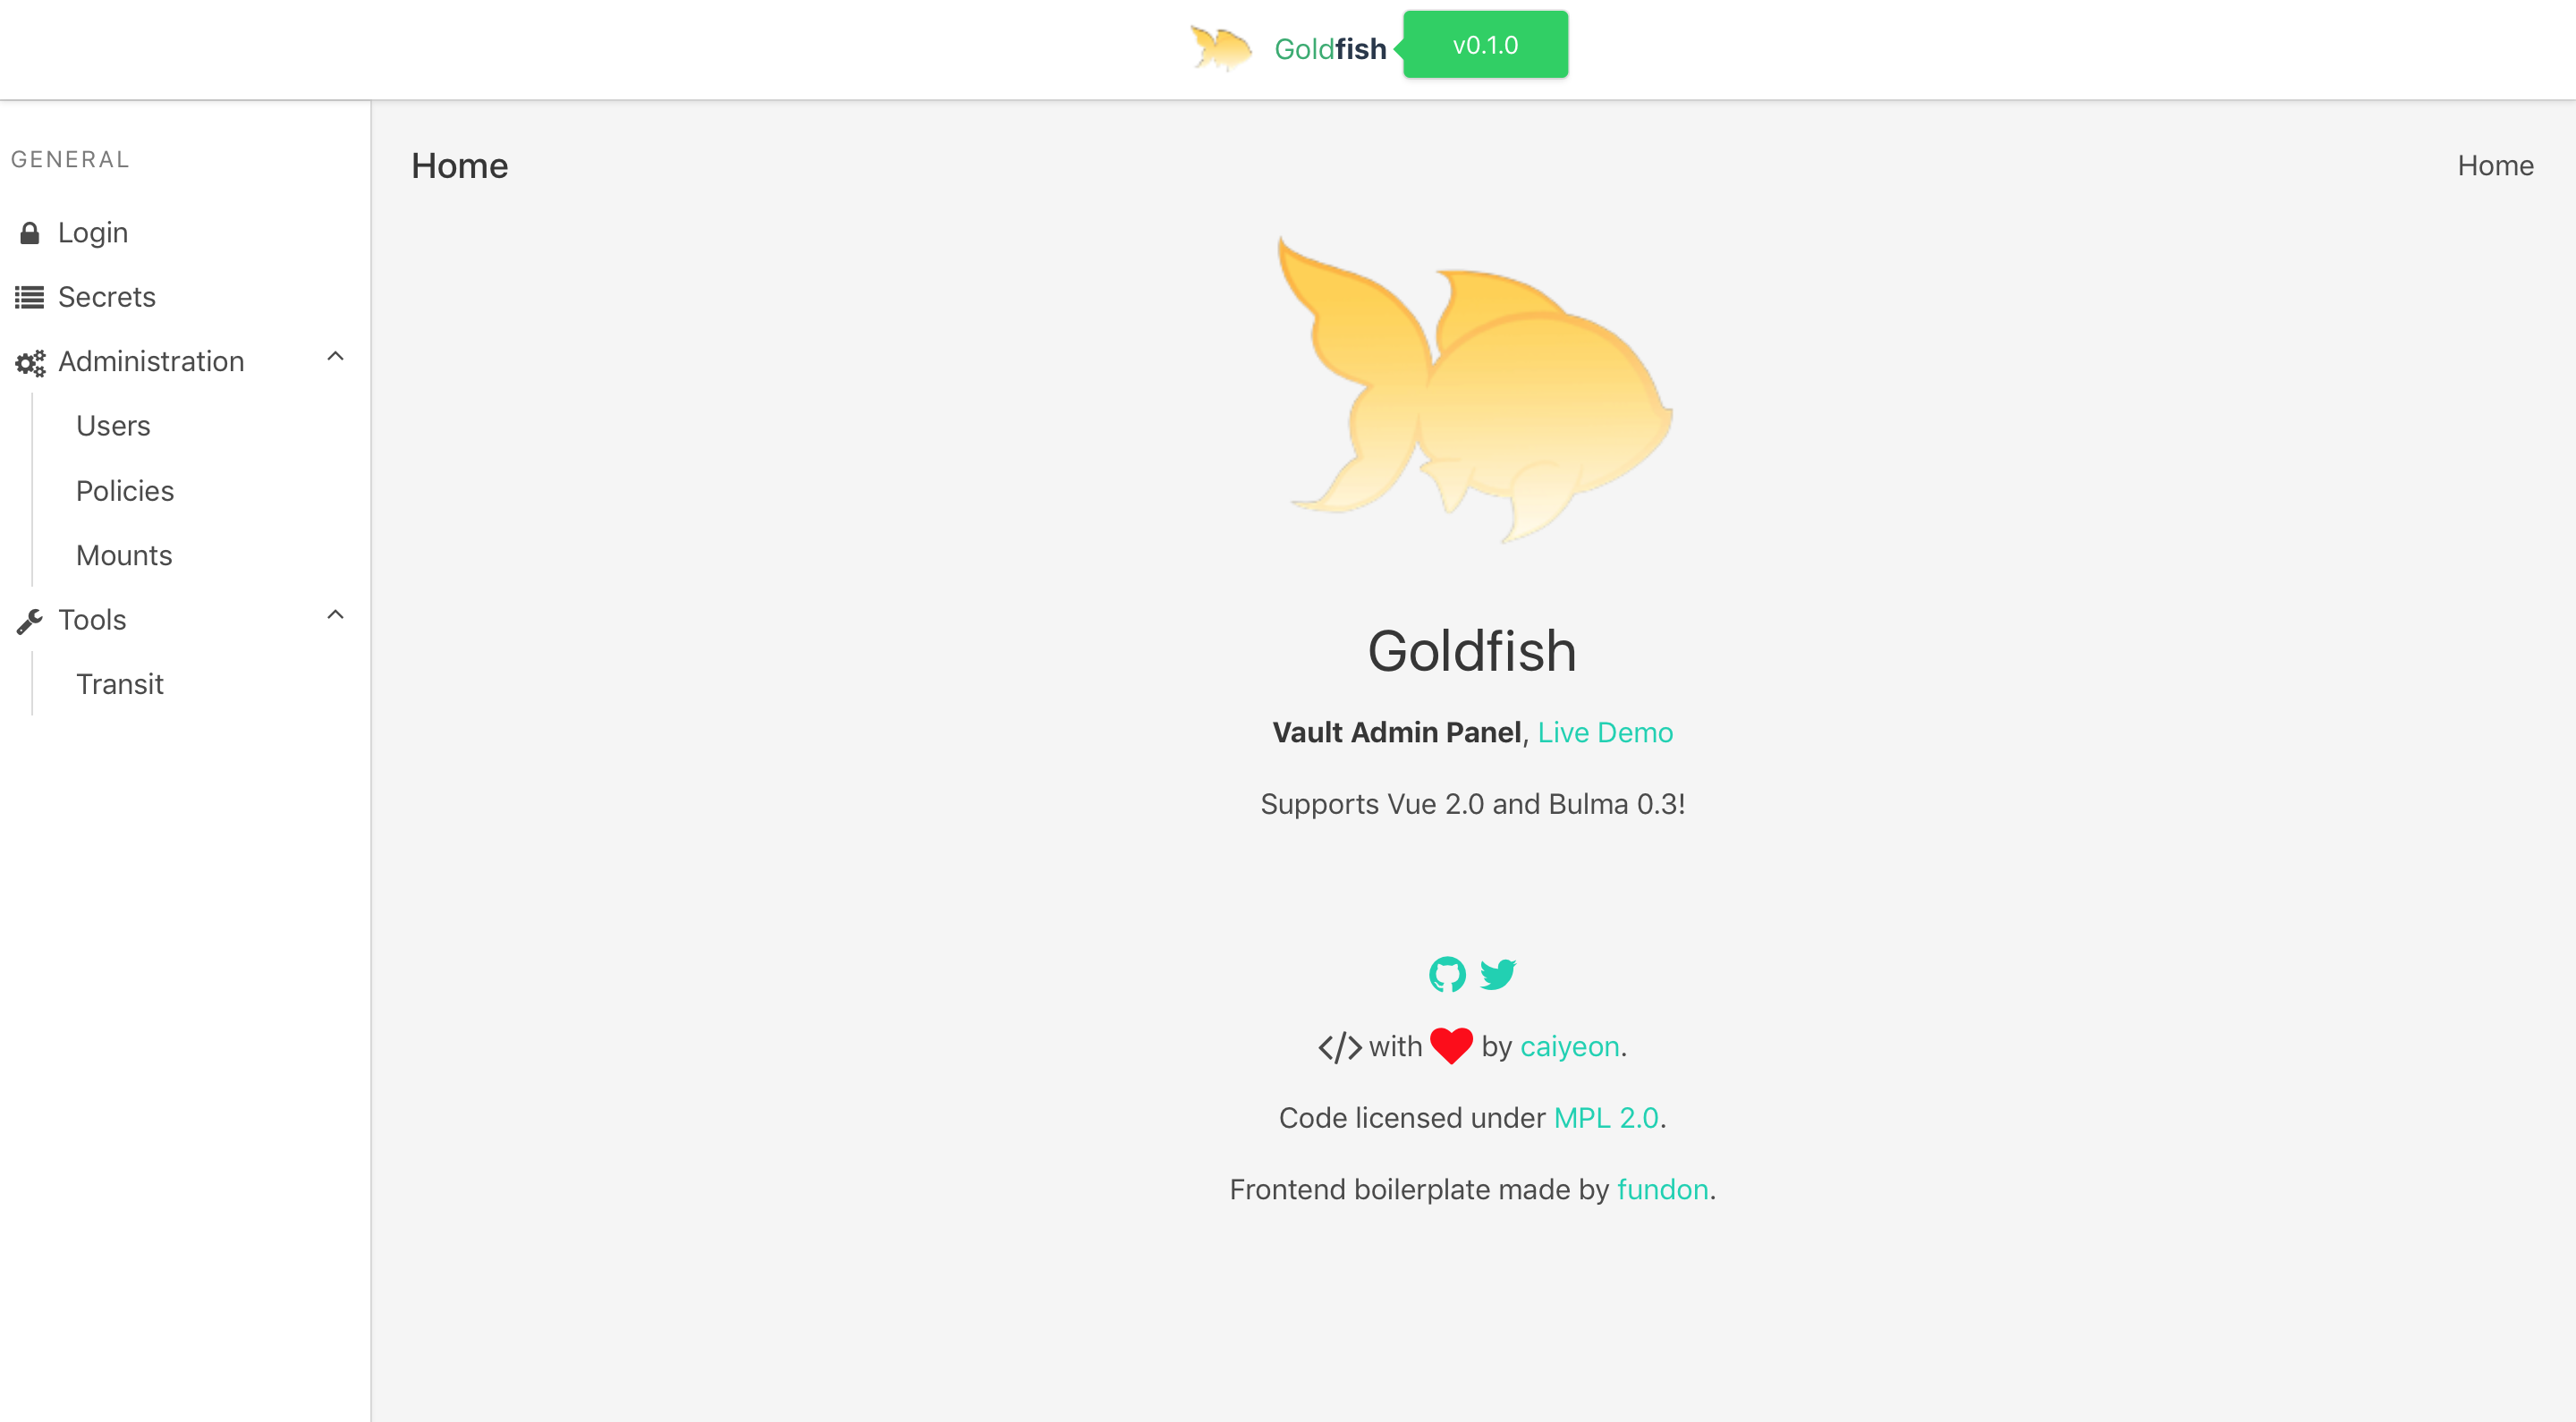 Goldfish v0.1.0
GENERAL
Login
Secrets
Administration
Users
Policies
Mounts
Tools
Transit
Home
Home
Goldfish
Vault Admin Panel, Live Demo
Supports Vue 2.0 and Bulma 0.3!
</> with by caiyeon.
Code licensed under MPL 2.0.
Frontend boilerplate made by fundon.